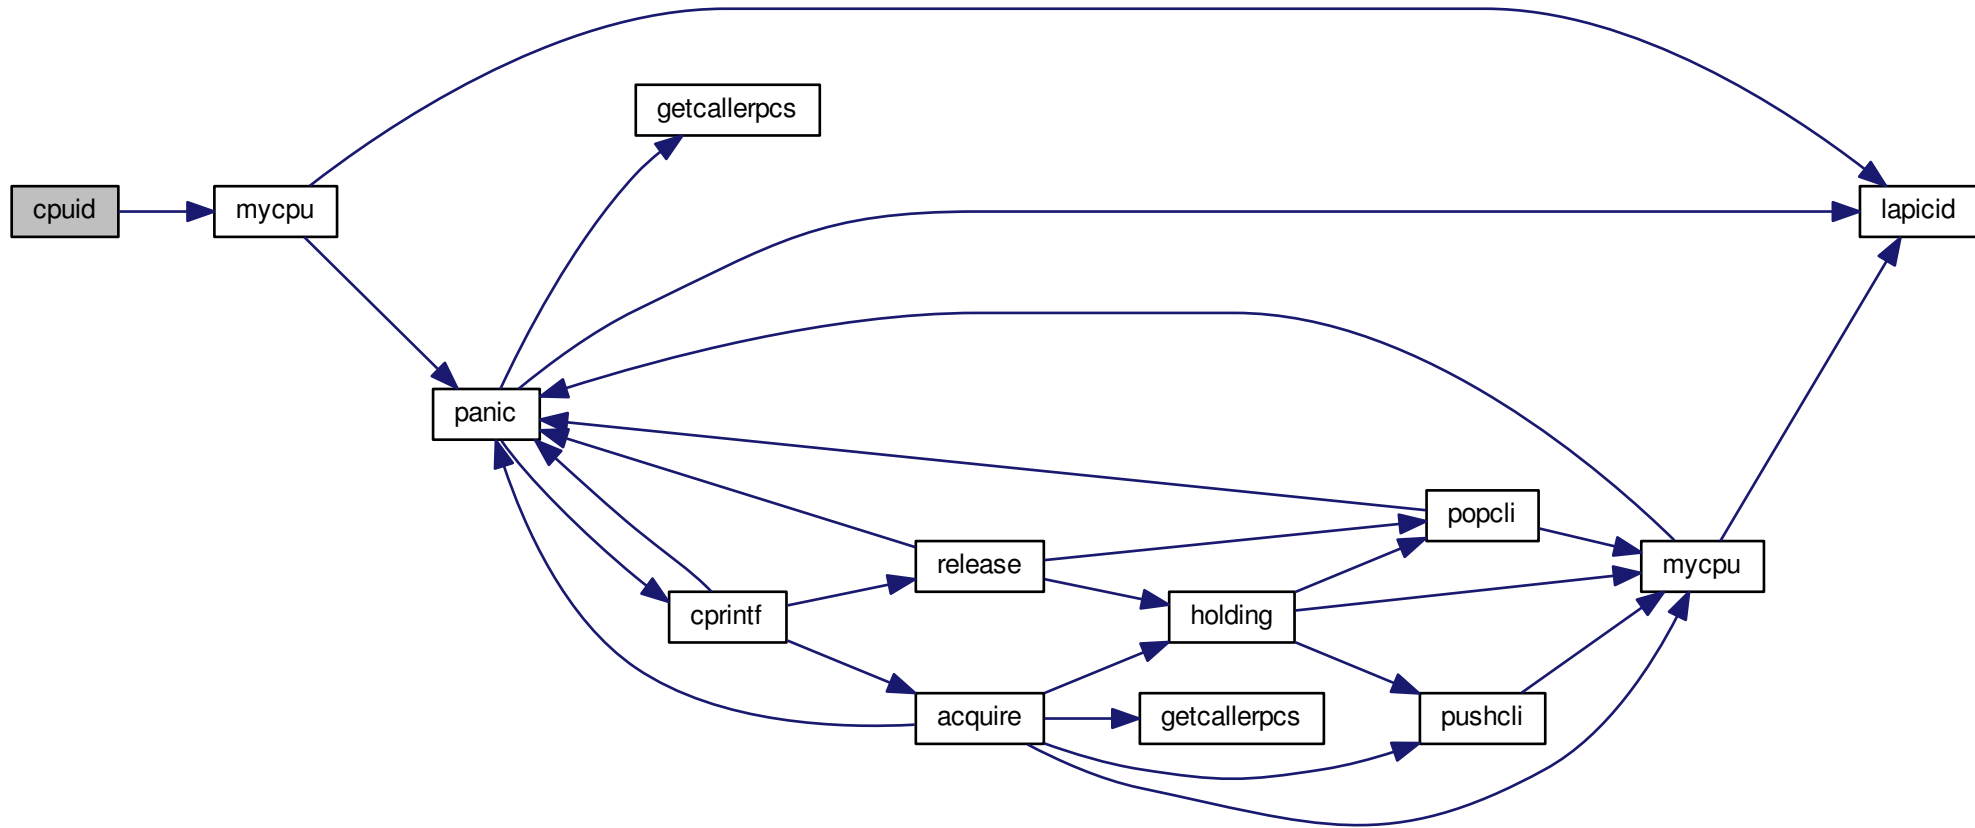 getcallerpcs
cpuid
mycpu
lapicid
panic
popcli
release
mycpu
cprintf
holding
acquire
getcallerpcs
pushcli